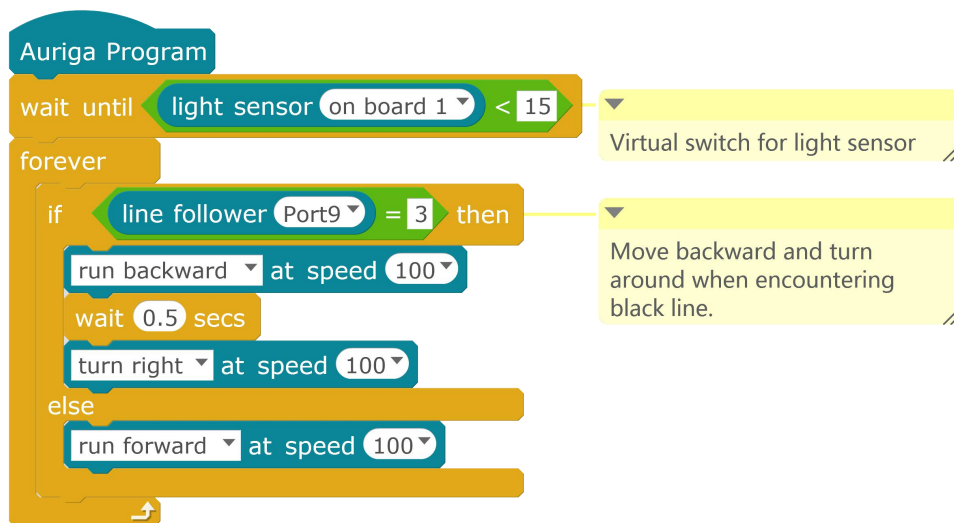 Auriga Program
wait until light sensor on board 1 < 15
Virtual switch for light sensor
forever
if line follower Port9 = 3 then
Move backward and turn
around when encountering
black line.
run backward at speed 100
wait 0.5 secs
turn right at speed 100
else
run forward at speed 100